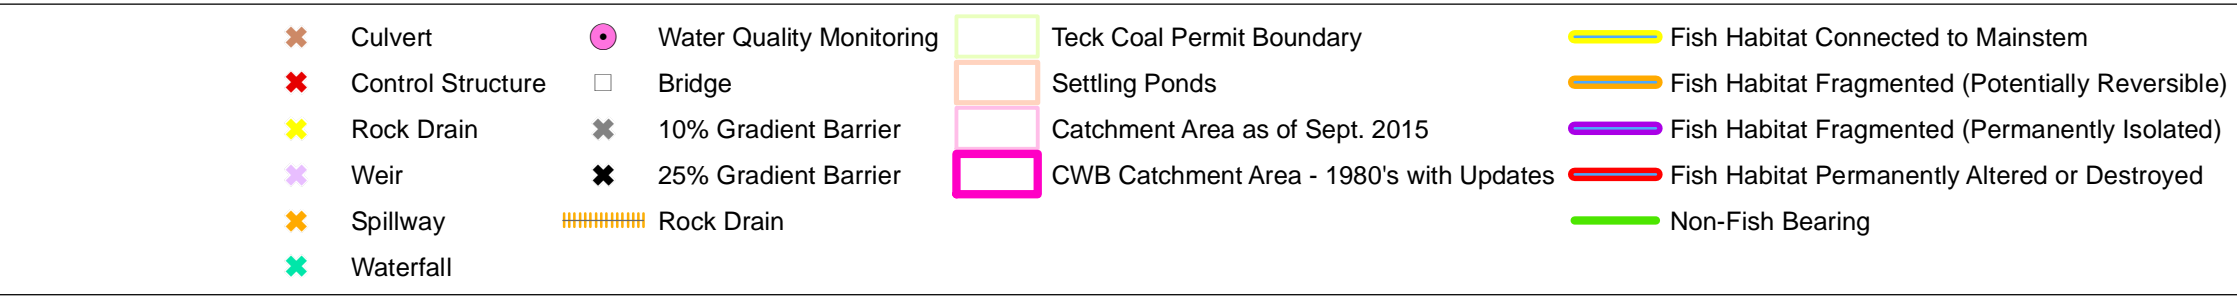 Culvert
Control Structure
Rock Drain
Weir
Spillway
Waterfall
Water Quality Monitoring
Bridge
10% Gradient Barrier
25% Gradient Barrier
Rock Drain
Teck Coal Permit Boundary
Settling Ponds
Catchment Area as of Sept. 2015
CWB Catchment Area - 1980's with Updates
Fish Habitat Connected to Mainstem
Fish Habitat Fragmented (Potentially Reversible)
Fish Habitat Fragmented (Permanently Isolated)
Fish Habitat Permanently Altered or Destroyed
Non-Fish Bearing